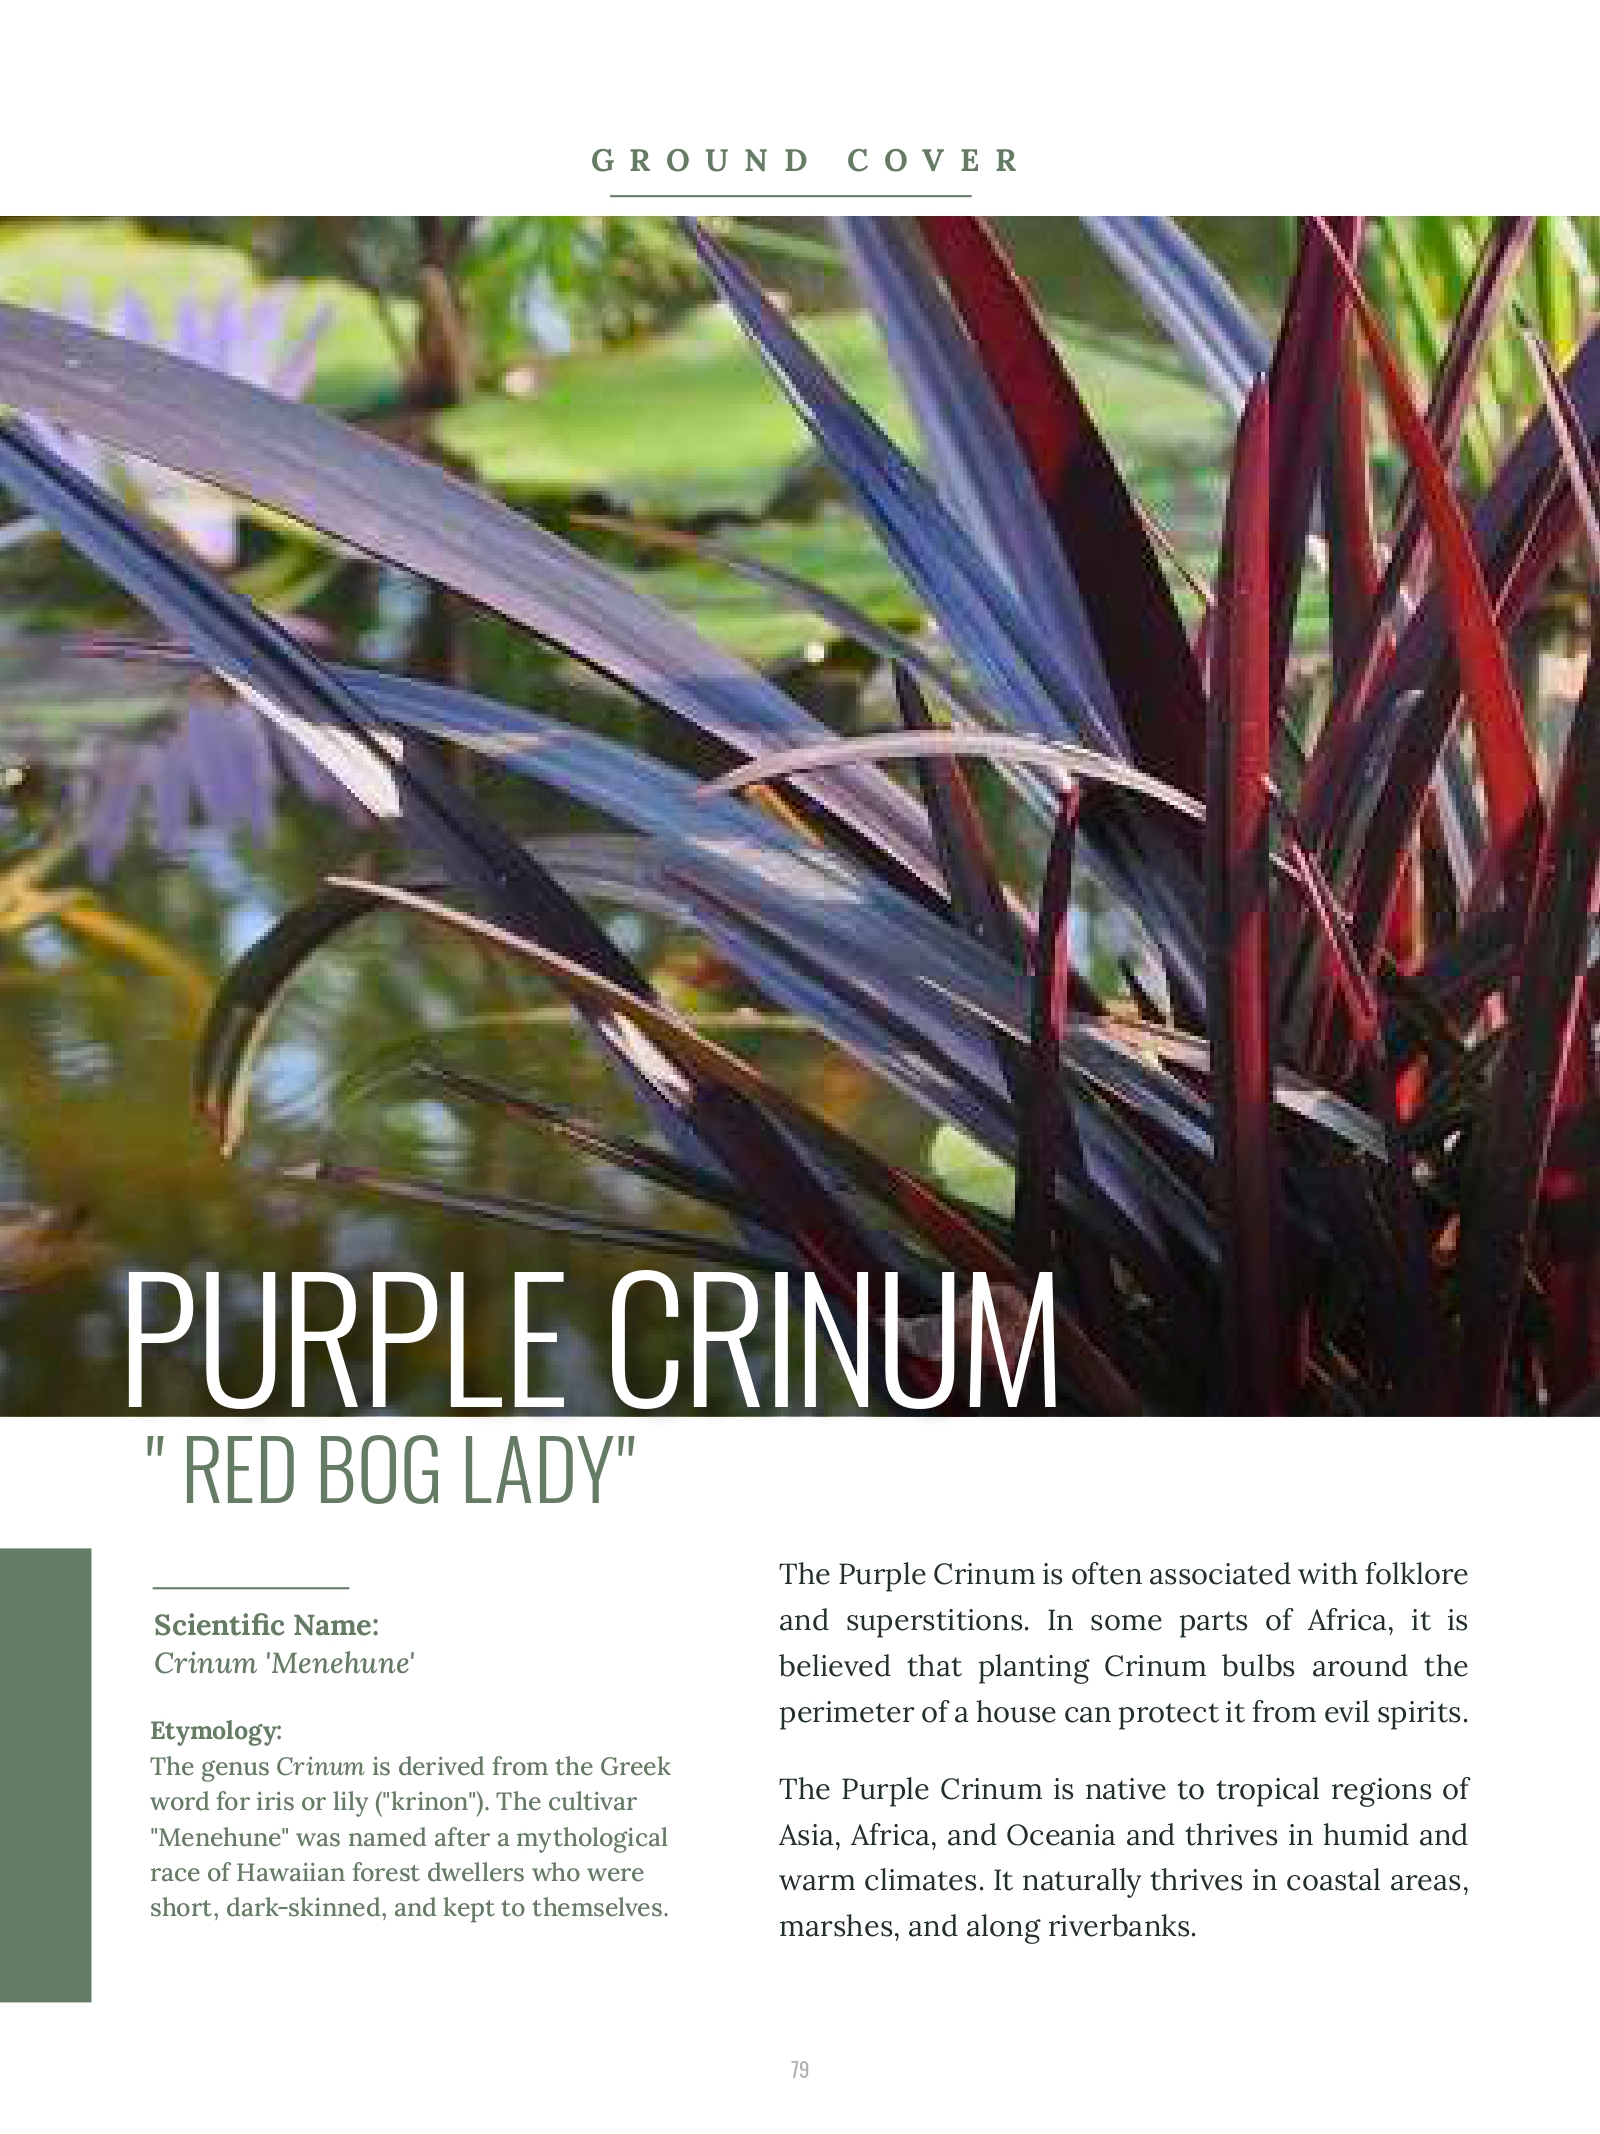 GROUND COVER
PURPLE CRINUM
" RED BOG LADY"
Scientific Name:
Crinum 'Menehune'
Etymology:
The genus Crinum is derived from the Greek
word for iris or lily ("krinon"). The cultivar
"Menehune" was named after a mythological
race of Hawaiian forest dwellers who were
short, dark-skinned, and kept to themselves.
The Purple Crinum is often associated with folklore
and superstitions. In some parts of Africa, it is
believed that planting Crinum bulbs around the
perimeter of a house can protect it from evil spirits.
The Purple Crinum is native to tropical regions of
Asia, Africa, and Oceania and thrives in humid and
warm climates. It naturally thrives in coastal areas,
marshes, and along riverbanks.
79